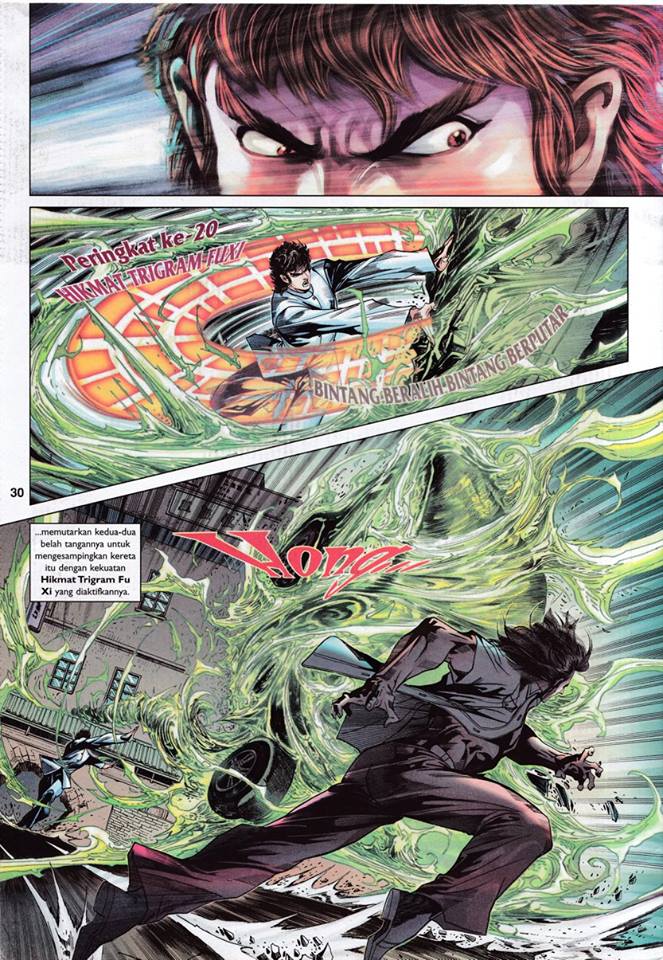 Peringkat ke-20
HIKMAT TRIGRAM FUXI
BINTANG BERALIH BINTANG BERPUTAR
30
...memutarkan kedua-dua
belah tangannya untuk
mengesampingkan kereta
itu dengan kekuatan
Hikmat Trigram Fu
Xi yang diaktifkannya.
Hong...